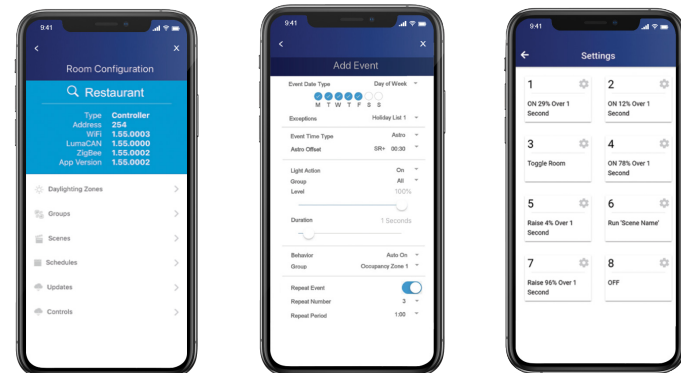 9:41
Room Configuration
Restaurant
Type Controller
Address 254
WiFi 1.55.0003
LumaCAN 1.55.0000
ZigBee 1.55.0002
App Version 1.55.0002
Daylighting Zones
Groups
Scenes
Schedules
Updates
Controls
9:41
Add Event
Event Date Type Day of Week
M T W T F S S
Exceptions Holiday List 1
Event Time Type Astro
Astro Offset SR+ 00:30
Light Action On
Group All
Level 100%
Duration 1 Seconds
Behavior Auto On
Group Occupancy Zone 1
Repeat Event
Repeat Number 3
Repeat Period 1:00
9:41
Settings
1 2
ON 29% Over 1 Second
ON 12% Over 1 Second
3 4
Toggle Room
ON 78% Over 1 Second
5 6
Raise 4% Over 1 Second
Run 'Scene Name'
7 8
Raise 96% Over 1 Second
OFF